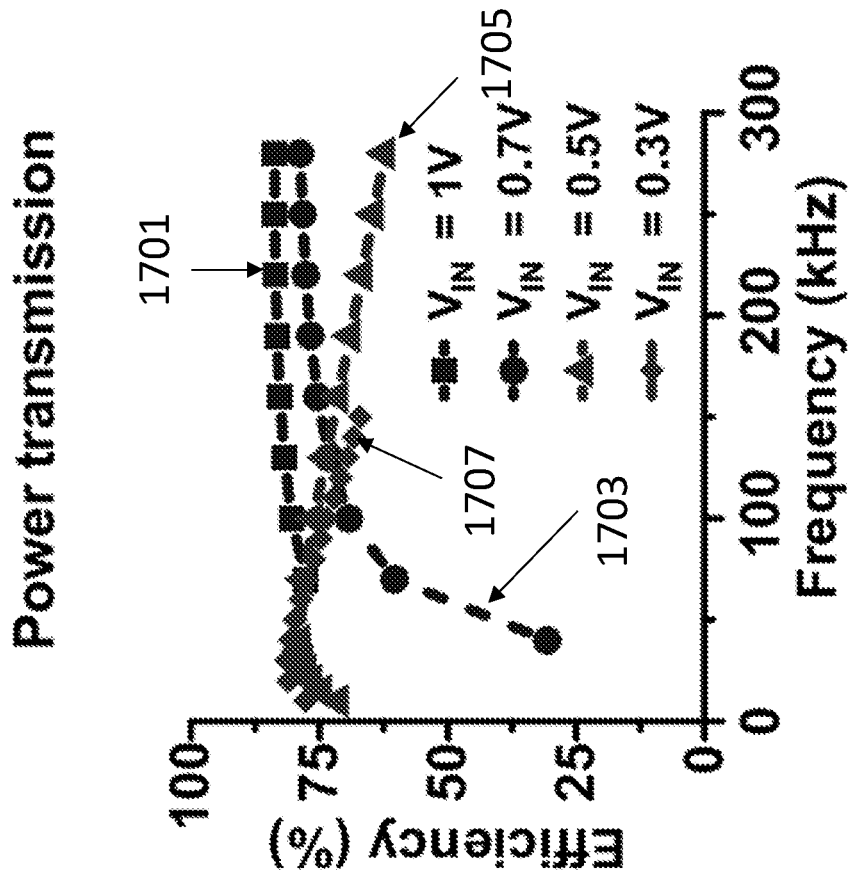 Power transmission
1701
1705
1707
1703
V_IN = 1V
V_IN = 0.7V
V_IN = 0.5V
V_IN = 0.3V
100
75
50
25
0
Efficiency (%)
0
100
200
300
Frequency (kHz)